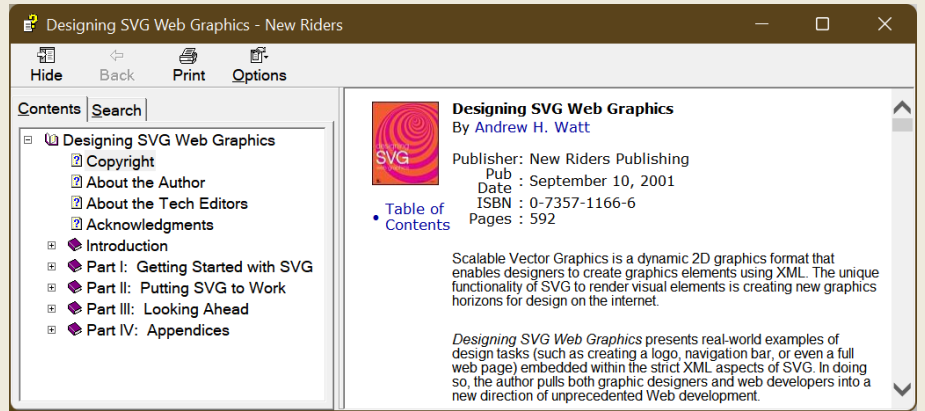 Designing SVG Web Graphics - New Riders
Hide Back Print Options
Contents Search
Designing SVG Web Graphics
Copyright
About the Author
About the Tech Editors
Acknowledgments
Introduction
Part I: Getting Started with SVG
Part II: Putting SVG to Work
Part III: Looking Ahead
Part IV: Appendices
designing
SVG
• Table of
Contents
Designing SVG Web Graphics
By Andrew H. Watt
Publisher: New Riders Publishing
Pub
Date : September 10, 2001
ISBN : 0-7357-1166-6
Pages : 592
Scalable Vector Graphics is a dynamic 2D graphics format that
enables designers to create graphics elements using XML. The unique
functionality of SVG to render visual elements is creating new graphics
horizons for design on the internet.
Designing SVG Web Graphics presents real-world examples of
design tasks (such as creating a logo, navigation bar, or even a full
web page) embedded within the strict XML aspects of SVG. In doing
so, the author pulls both graphic designers and web developers into a
new direction of unprecedented Web development.